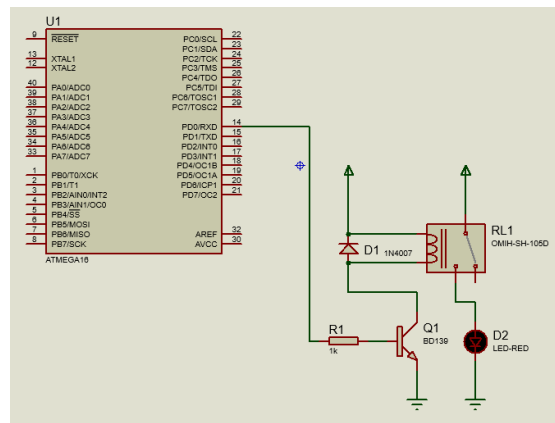 U1
9 RESET PC0/SCL 22
PC1/SDA 23
13 XTAL1 PC2/TCK 24
12 XTAL2 PC3/TMS 25
PC4/TDO 26
40 PA0/ADC0 PC5/TDI 27
39 PA1/ADC1 PC6/TOSC1 28
38 PA2/ADC2 PC7/TOSC2 29
37 PA3/ADC3
36 PA4/ADC4 PD0/RXD 14
35 PA5/ADC5 PD1/TXD 15
34 PA6/ADC6 PD2/INT0 16
33 PA7/ADC7 PD3/INT1 17
PD4/OC1B 18
1 PB0/T0/XCK PD5/OC1A 19
2 PB1/T1 PD6/ICP1 20
3 PB2/AIN0/INT2 PD7/OC2 21
4 PB3/AIN1/OC0
5 PB4/SS
6 PB5/MOSI
7 PB6/MISO AREF 32
8 PB7/SCK AVCC 30
ATMEGA16
RL1
OMIH-SH-105D
D1 1N4007
R1
1k
Q1
BD139
D2
LED-RED